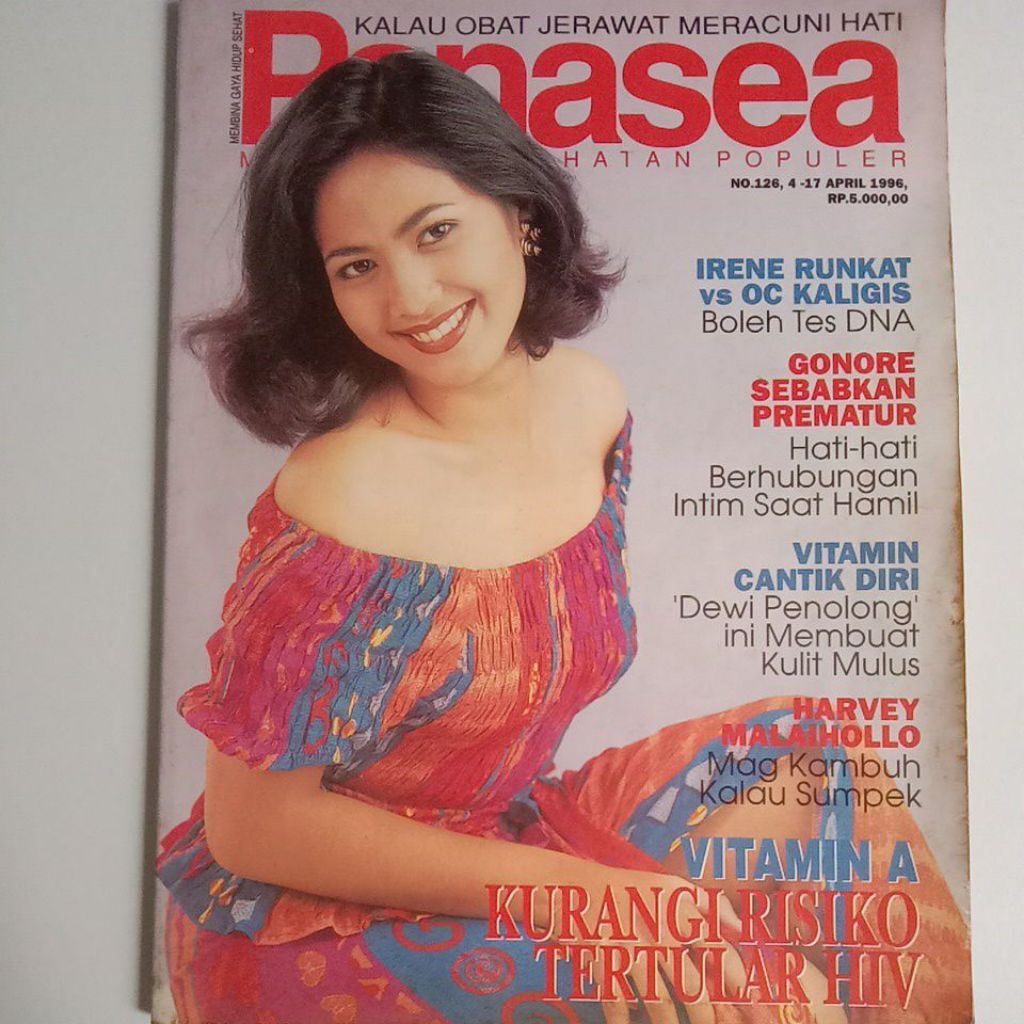 KALAU OBAT JERAWAT MERACUNI HATI
MEMBINA GAYA HIDUP SEHAT
Panasea
HATAN POPULER
NO.126, 4 -17 APRIL 1996,
RP.5.000,00
IRENE RUNKAT
vs OC KALIGIS
Boleh Tes DNA
GONORE
SEBABKAN
PREMATUR
Hati-hati
Berhubungan
Intim Saat Hamil
VITAMIN
CANTIK DIRI
'Dewi Penolong'
ini Membuat
Kulit Mulus
HARVEY
MALAIHOLLO
Mag Kambuh
Kalau Sumpek
VITAMIN A
KURANGI RISIKO
TERTULAR HIV